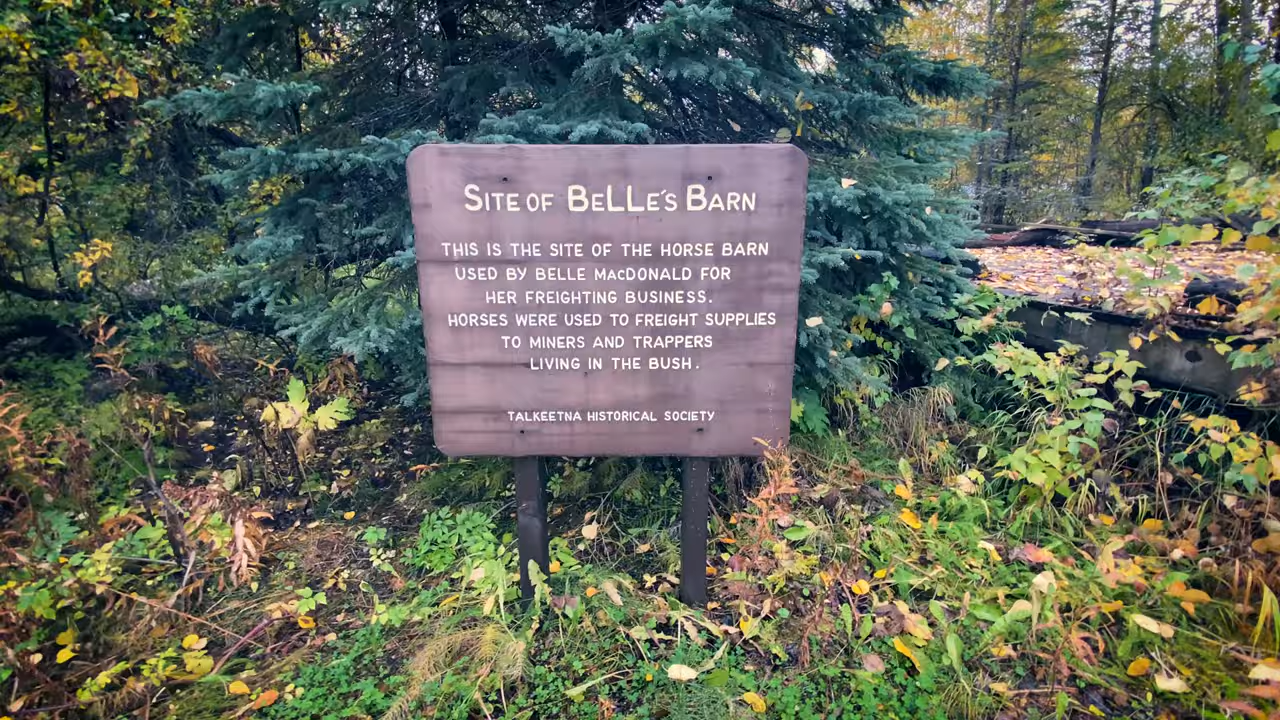 SITE OF BeLLe's BARN
THIS IS THE SITE OF THE HORSE BARN
USED BY BELLE MacDONALD FOR
HER FREIGHTING BUSINESS.
HORSES WERE USED TO FREIGHT SUPPLIES
TO MINERS AND TRAPPERS
LIVING IN THE BUSH.
TALKEETNA HISTORICAL SOCIETY